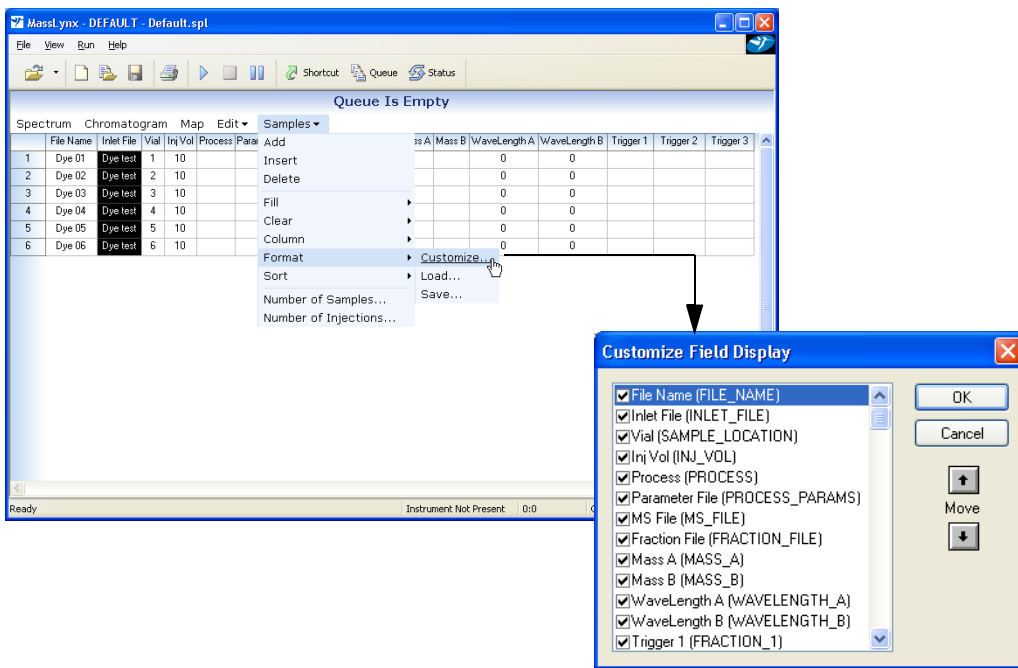 MassLynx - DEFAULT - Default.spl
File View Run Help
Shortcut Queue Status
Queue Is Empty
Spectrum Chromatogram Map Edit Samples
File Name Inlet File Vial Inj Vol Process Para ss A Mass B WaveLength A WaveLength B Trigger 1 Trigger 2 Trigger 3
1 Dye 01 Dye test 1 10 0 0
2 Dye 02 Dye test 2 10 0 0
3 Dye 03 Dye test 3 10 0 0
4 Dye 04 Dye test 4 10 0 0
5 Dye 05 Dye test 5 10 0 0
6 Dye 06 Dye test 6 10 0 0
Add
Insert
Delete
Fill
Clear
Column
Format
Sort
Number of Samples...
Number of Injections...
Customize...
Load...
Save...
Ready Instrument Not Present 0:0
Customize Field Display
File Name (FILE_NAME)
Inlet File (INLET_FILE)
Vial (SAMPLE_LOCATION)
Inj Vol (INJ_VOL)
Process (PROCESS)
Parameter File (PROCESS_PARAMS)
MS File (MS_FILE)
Fraction File (FRACTION_FILE)
Mass A (MASS_A)
Mass B (MASS_B)
WaveLength A (WAVELENGTH_A)
WaveLength B (WAVELENGTH_B)
Trigger 1 (FRACTION_1)
OK
Cancel
Move